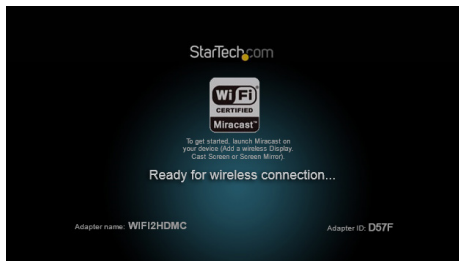 StarTech.com
Wi Fi
CERTIFIED
Miracast™
To get started, launch Miracast on
your device (Add a wireless Display.
Cast Screen or Screen Mirror).
Ready for wireless connection...
Adapter name: WIFI2HDMC
Adapter ID: D57F